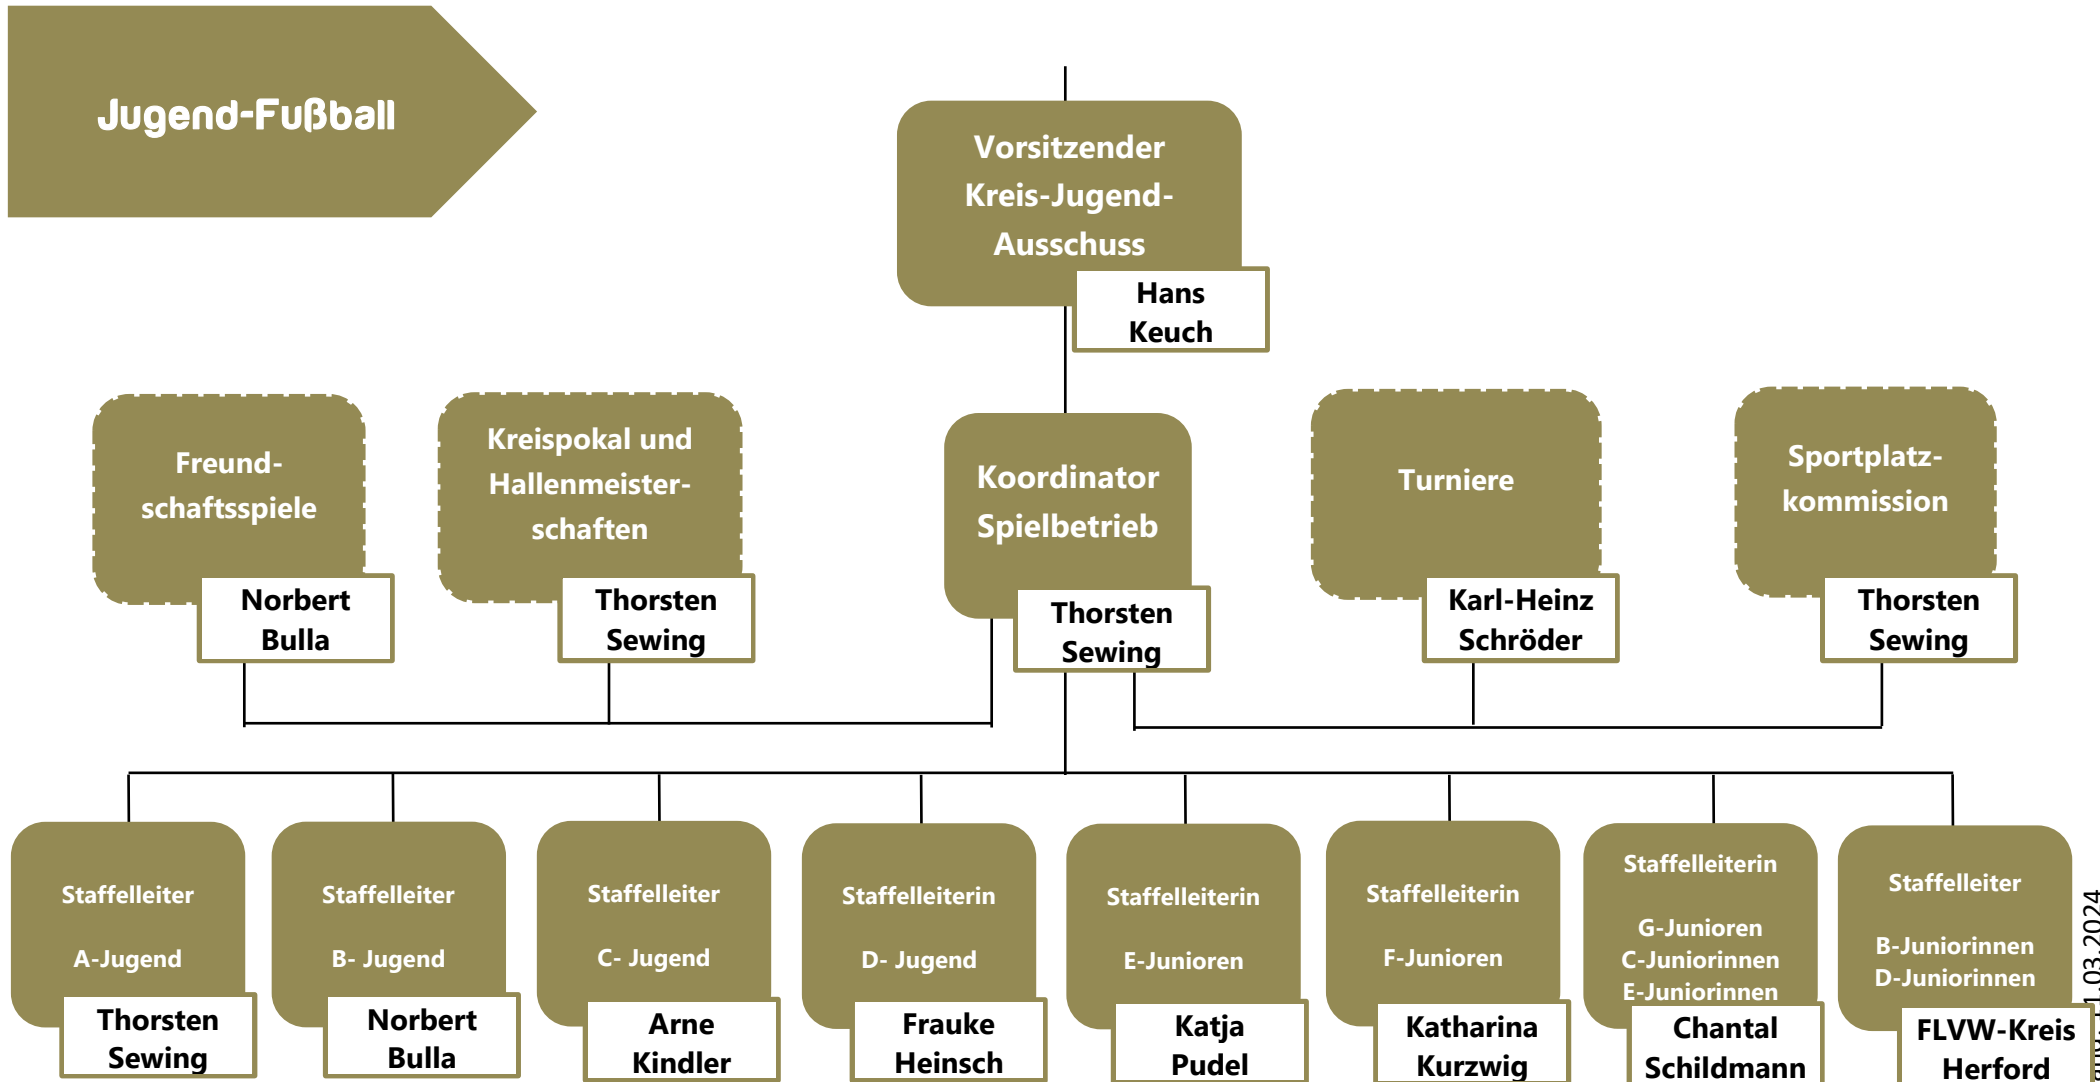 Jugend-Fußball
Vorsitzender
Kreis-Jugend-
Ausschuss
Hans
Keuch
Freund-
schaftsspiele
Norbert
Bulla
Kreispokal und
Hallenmeister-
schaften
Thorsten
Sewing
Koordinator
Spielbetrieb
Thorsten
Sewing
Turniere
Karl-Heinz
Schröder
Sportplatz-
kommission
Thorsten
Sewing
Staffelleiter
A-Jugend
Thorsten
Sewing
Staffelleiter
B- Jugend
Norbert
Bulla
Staffelleiter
C- Jugend
Arne
Kindler
Staffelleiterin
D- Jugend
Frauke
Heinsch
Staffelleiterin
E-Junioren
Katja
Pudel
Staffelleiterin
F-Junioren
Katharina
Kurzwig
Staffelleiterin
G-Junioren
C-Juniorinnen
E-Juniorinnen
Chantal
Schildmann
Staffelleiter
B-Juniorinnen
D-Juniorinnen
FLVW-Kreis
Herford
1.03.2024